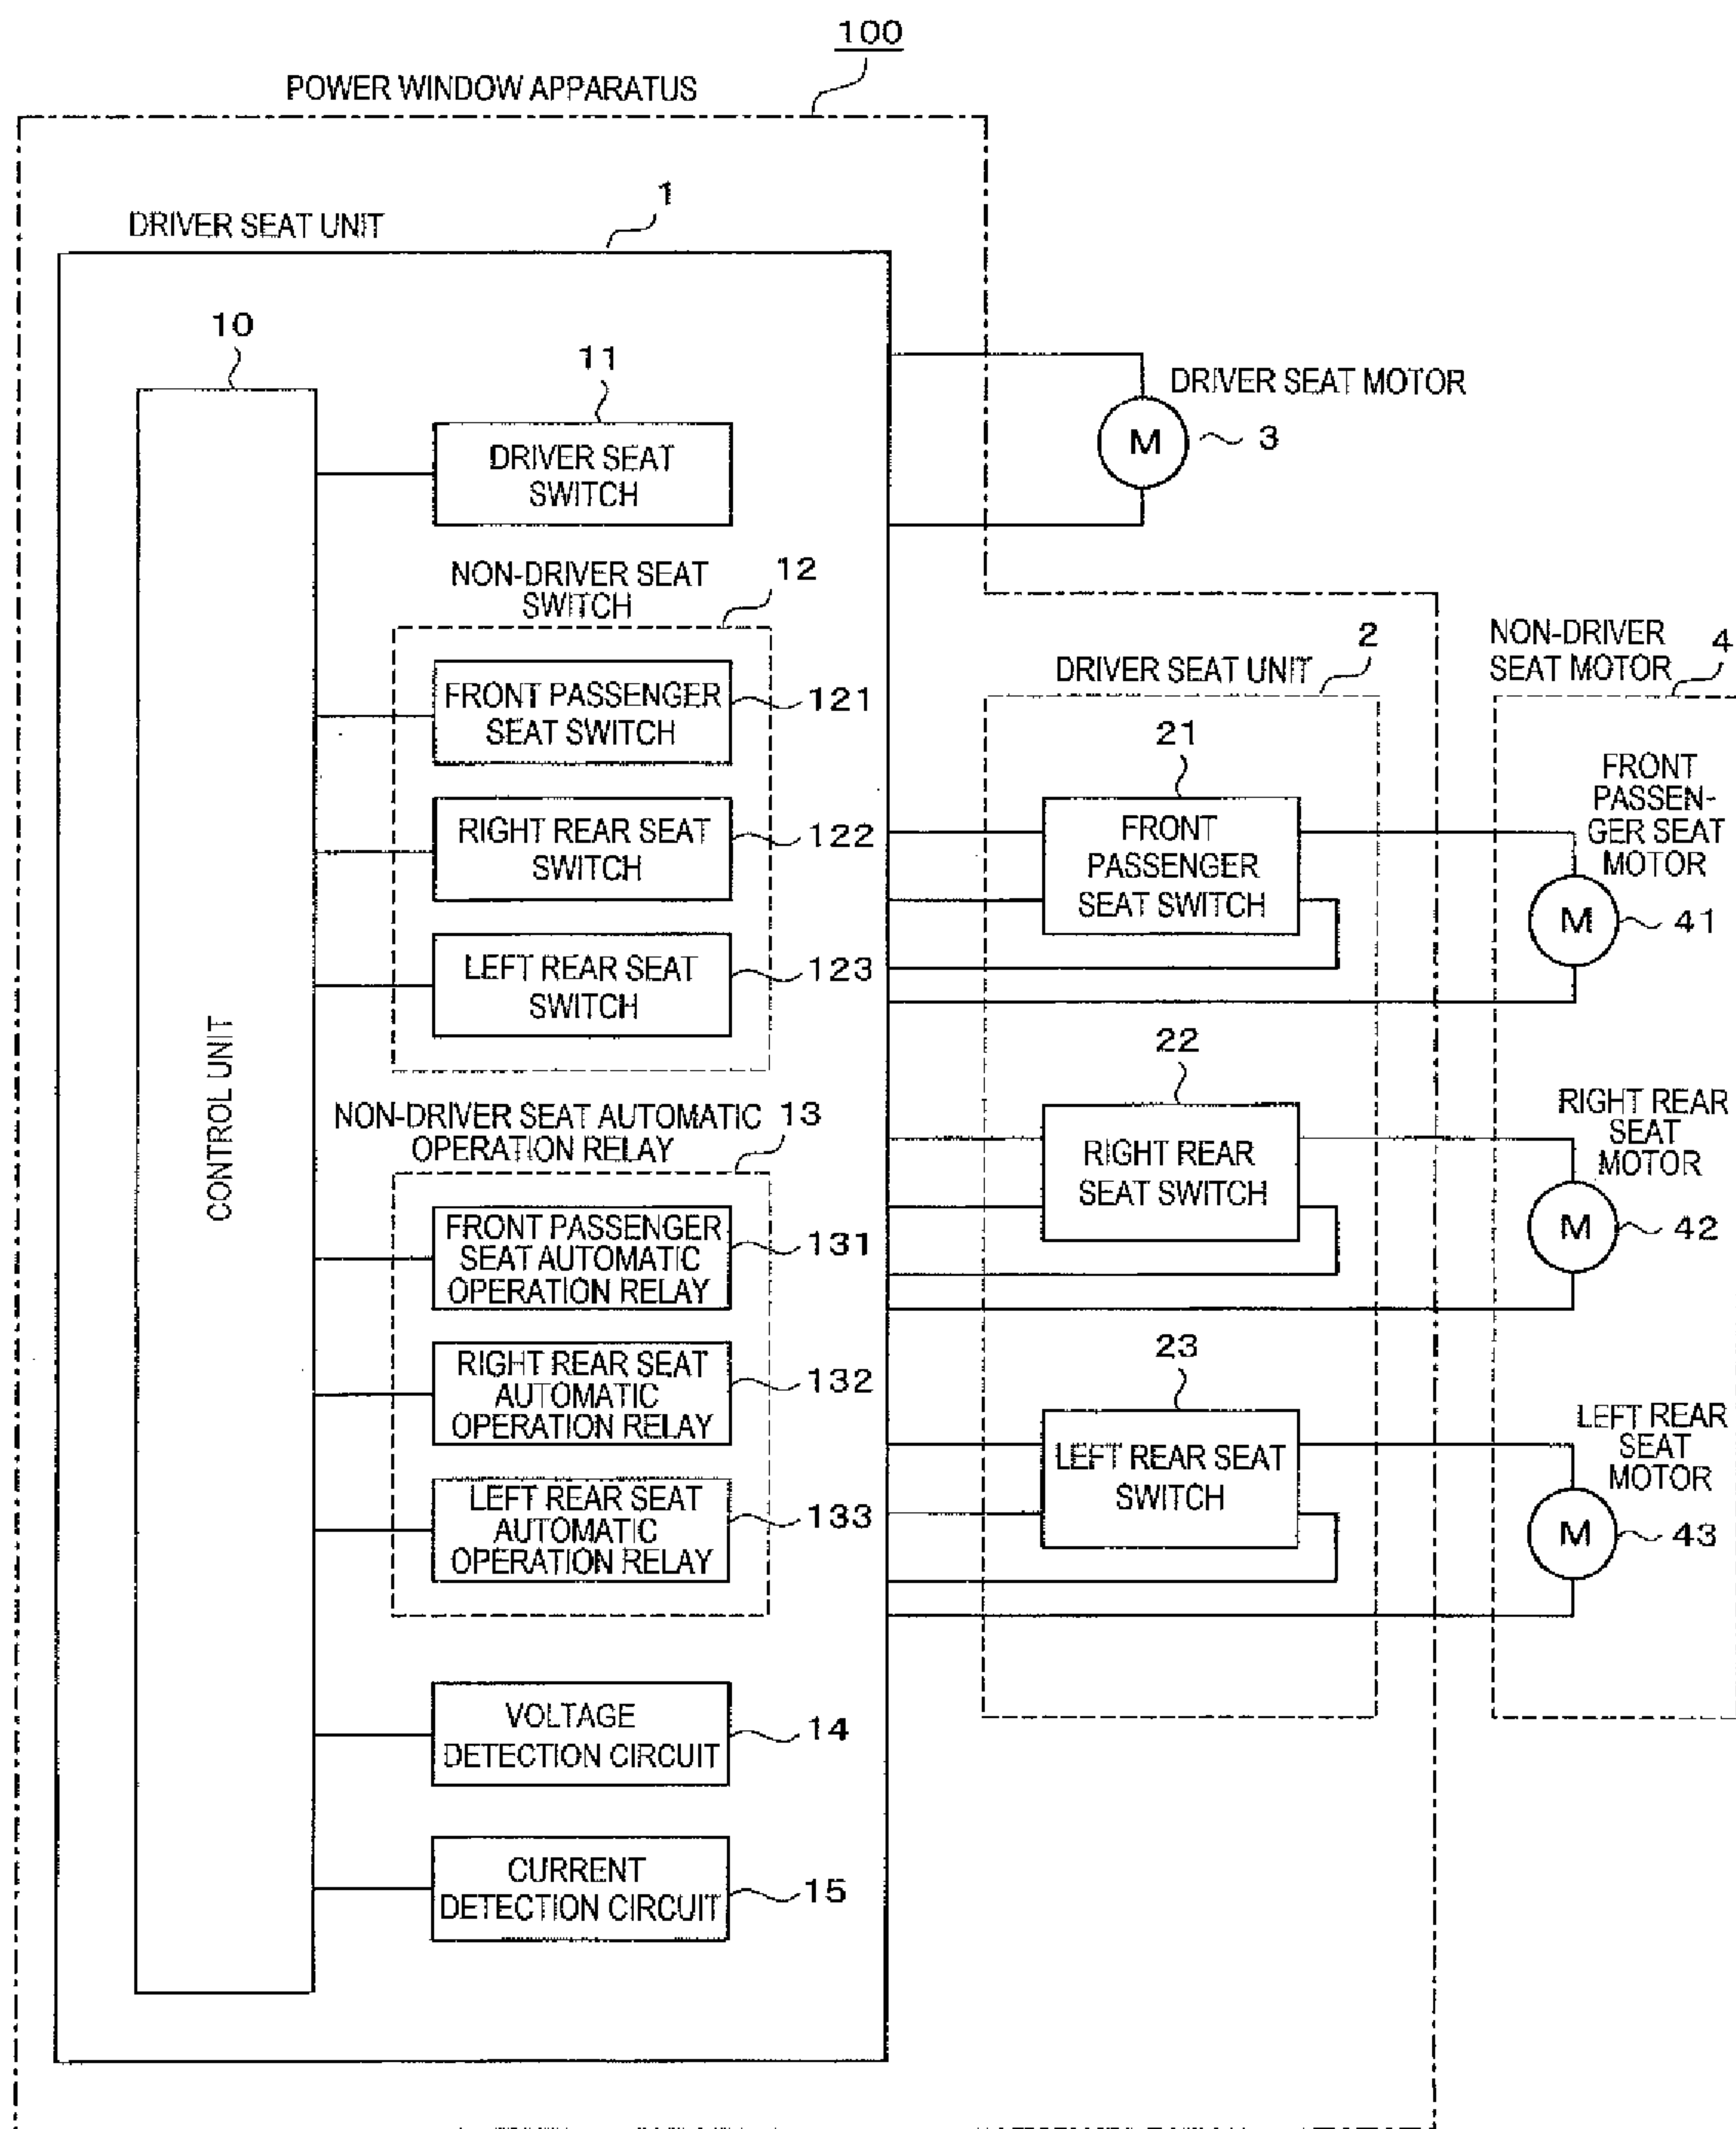 100
POWER WINDOW APPARATUS
DRIVER SEAT UNIT
1
10
11
DRIVER SEAT
SWITCH
DRIVER SEAT MOTOR
M
3
NON-DRIVER SEAT
SWITCH
12
FRONT PASSENGER
SEAT SWITCH
121
RIGHT REAR SEAT
SWITCH
122
LEFT REAR SEAT
SWITCH
123
CONTROL UNIT
NON-DRIVER SEAT AUTOMATIC
OPERATION RELAY
13
FRONT PASSENGER
SEAT AUTOMATIC
OPERATION RELAY
131
RIGHT REAR SEAT
AUTOMATIC
OPERATION RELAY
132
LEFT REAR SEAT
AUTOMATIC
OPERATION RELAY
133
VOLTAGE
DETECTION CIRCUIT
14
CURRENT
DETECTION CIRCUIT
15
DRIVER SEAT UNIT
2
21
FRONT
PASSENGER
SEAT SWITCH
22
RIGHT REAR
SEAT SWITCH
23
LEFT REAR SEAT
SWITCH
NON-DRIVER
SEAT MOTOR
4
FRONT
PASSEN-
GER SEAT
MOTOR
M
41
RIGHT REAR
SEAT
MOTOR
M
42
LEFT REAR
SEAT
MOTOR
M
43